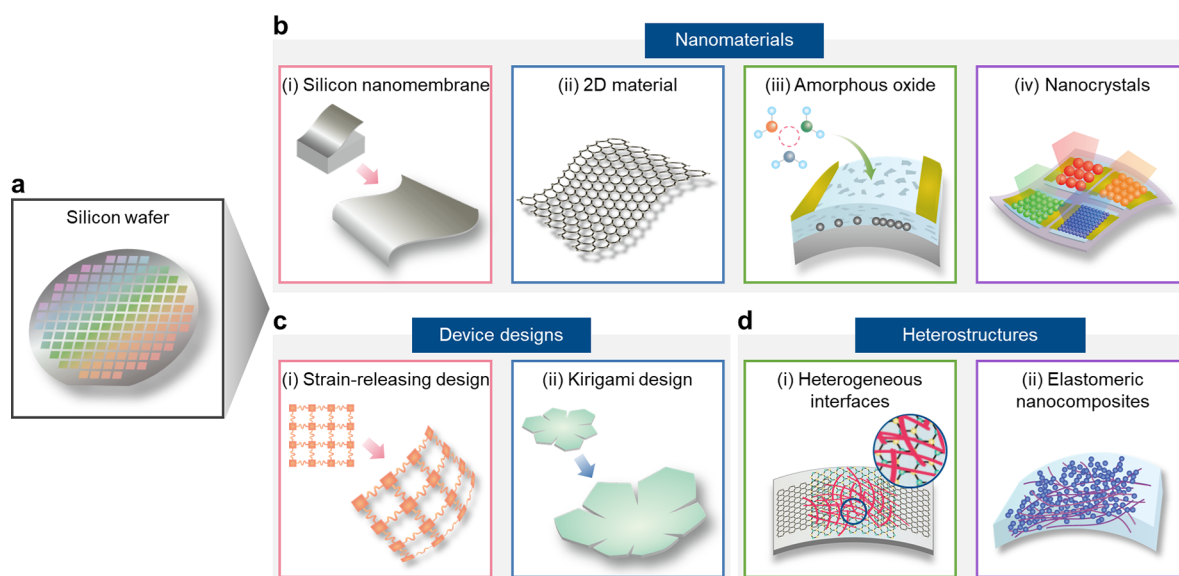 a
Silicon wafer
b
Nanomaterials
(i) Silicon nanomembrane
(ii) 2D material
(iii) Amorphous oxide
(iv) Nanocrystals
c
Device designs
(i) Strain-releasing design
(ii) Kirigami design
d
Heterostructures
(i) Heterogeneous
interfaces
(ii) Elastomeric
nanocomposites